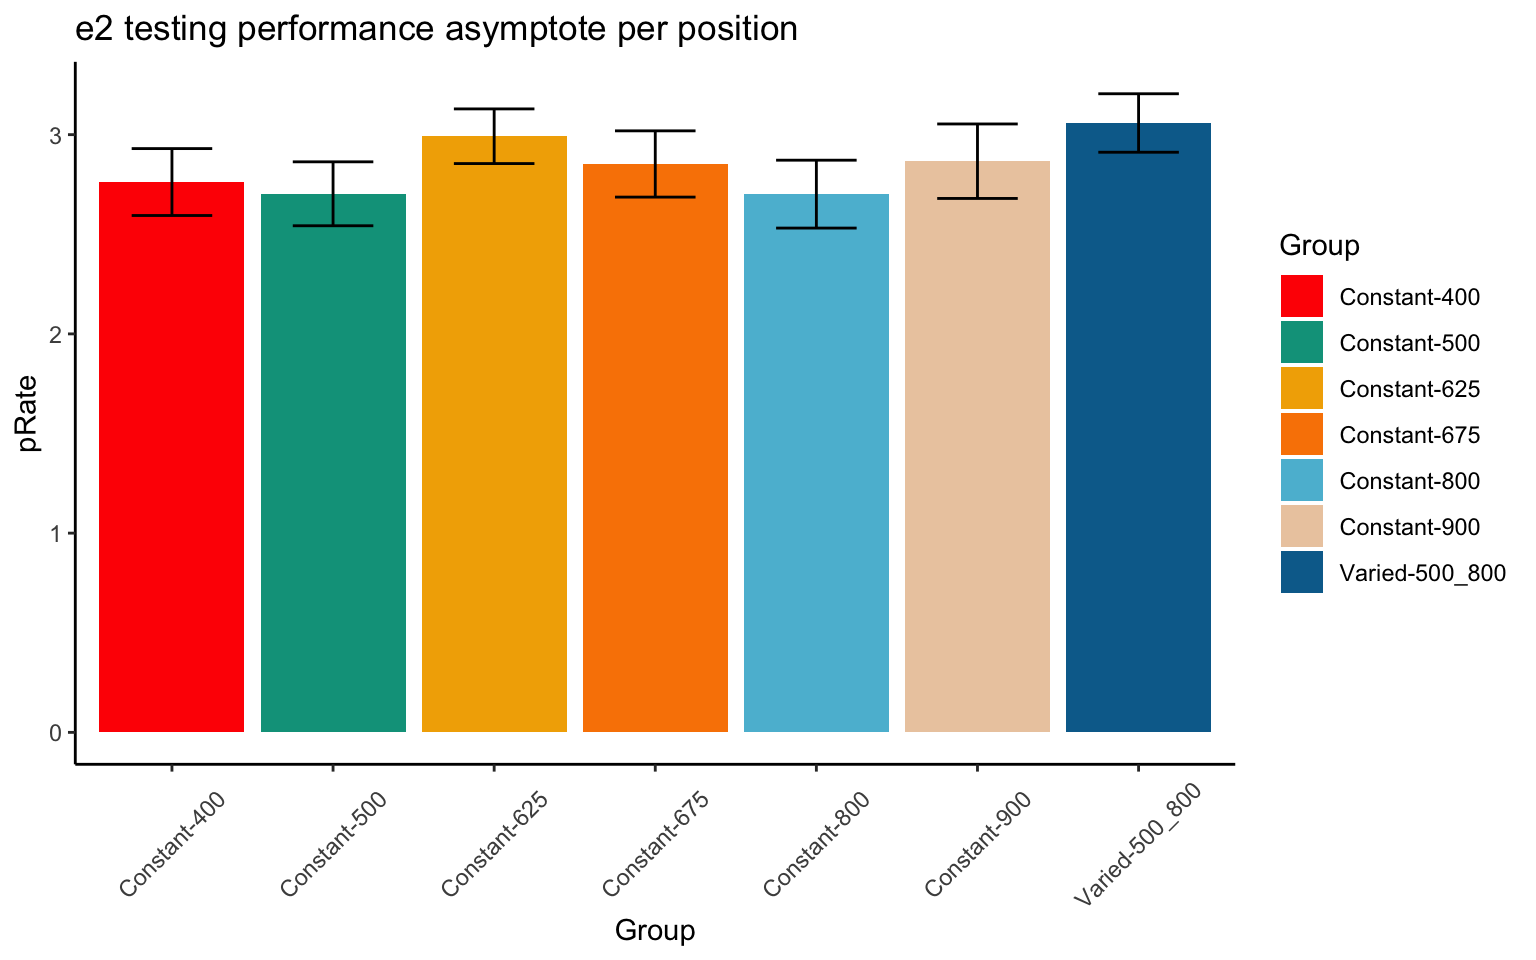 e2 testing performance asymptote per position
pRate
3
2
1
0
Constant-400
Constant-500
Constant-625
Constant-675
Constant-800
Constant-900
Varied-500_800
Group
Group
Constant-400
Constant-500
Constant-625
Constant-675
Constant-800
Constant-900
Varied-500_800